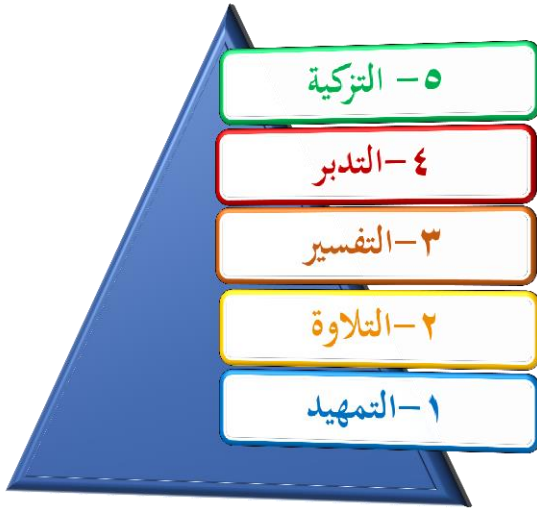 ٥- التزكية
٤-التدبر
٣-التفسير
٢-التلاوة
١-التمهيد